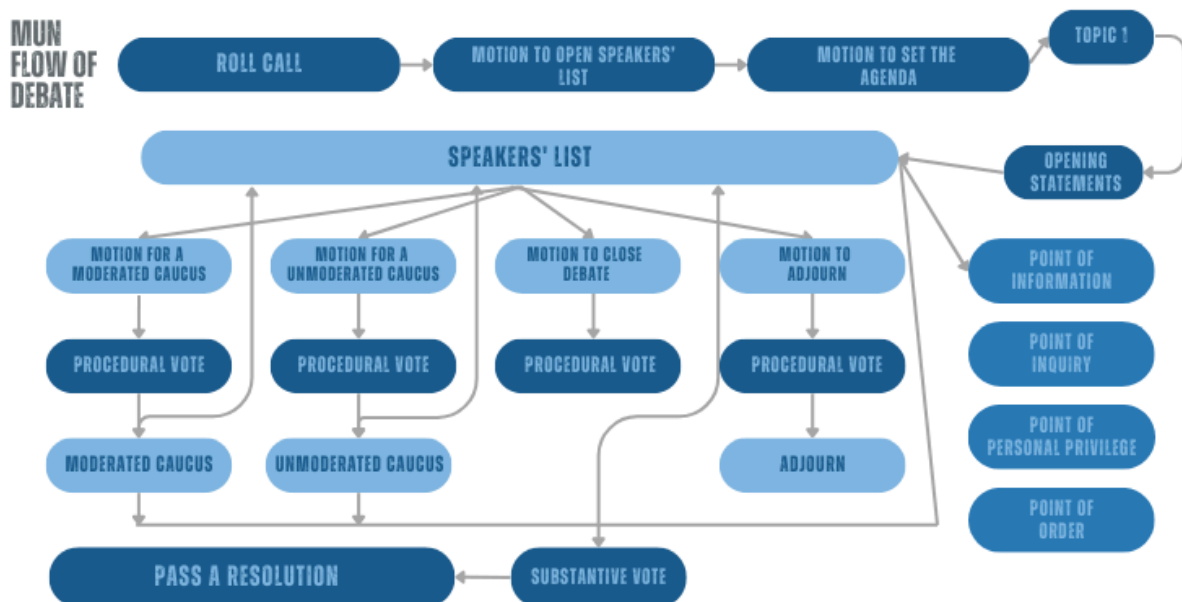 MUN
FLOW OF
DEBATE
ROLL CALL
MOTION TO OPEN SPEAKERS'
LIST
MOTION TO SET THE
AGENDA
TOPIC 1
SPEAKERS' LIST
OPENING
STATEMENTS
MOTION FOR A
MODERATED CAUCUS
MOTION FOR A
UNMODERATED CAUCUS
MOTION TO CLOSE
DEBATE
MOTION TO
ADJOURN
POINT OF
INFORMATION
PROCEDURAL VOTE
PROCEDURAL VOTE
PROCEDURAL VOTE
PROCEDURAL VOTE
POINT OF
INQUIRY
POINT OF
PERSONAL PRIVILEGE
MODERATED CAUCUS
UNMODERATED CAUCUS
ADJOURN
POINT OF
ORDER
PASS A RESOLUTION
SUBSTANTIVE VOTE